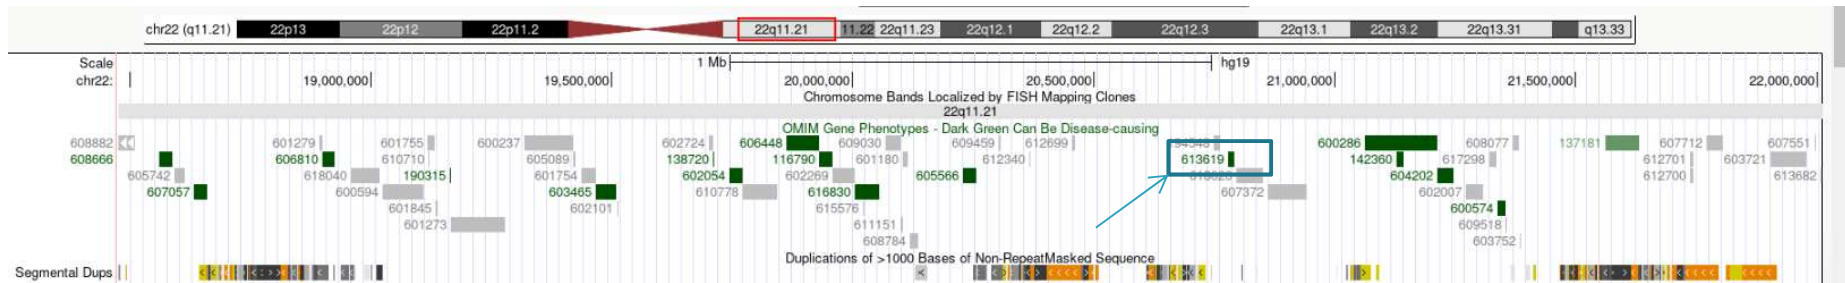 chr22 (q11.21) 22p13 22p12 22p11.2 22q11.21 11.22 22q11.23 22q12.1 22q12.2 22q12.3 22q13.1 22q13.2 22q13.31 q13.33
Scale 1 Mb hg19
chr22: 19,000,000 19,500,000 20,000,000 20,500,000 21,000,000 21,500,000 22,000,000
Chromosome Bands Localized by FISH Mapping Clones
22q11.21
OMIM Gene Phenotypes - Dark Green Can Be Disease-causing
608882 601279 601755 600237 602724 606448 609030 609459 612699 600286 608077 137181 607712 607551
608666 606810 610710 605089 138720 116790 601180 612340 613619 142360 617298 612701 603721
605742 618040 190315 601754 602054 602269 605566 604202 612700 613682
607057 600594 603465 610778 616830 607372 602007
601845 602101 615576 600574
601273 611151 609518
608784 603752
Duplications of >1000 Bases of Non-RepeatMasked Sequence
Segmental Dups